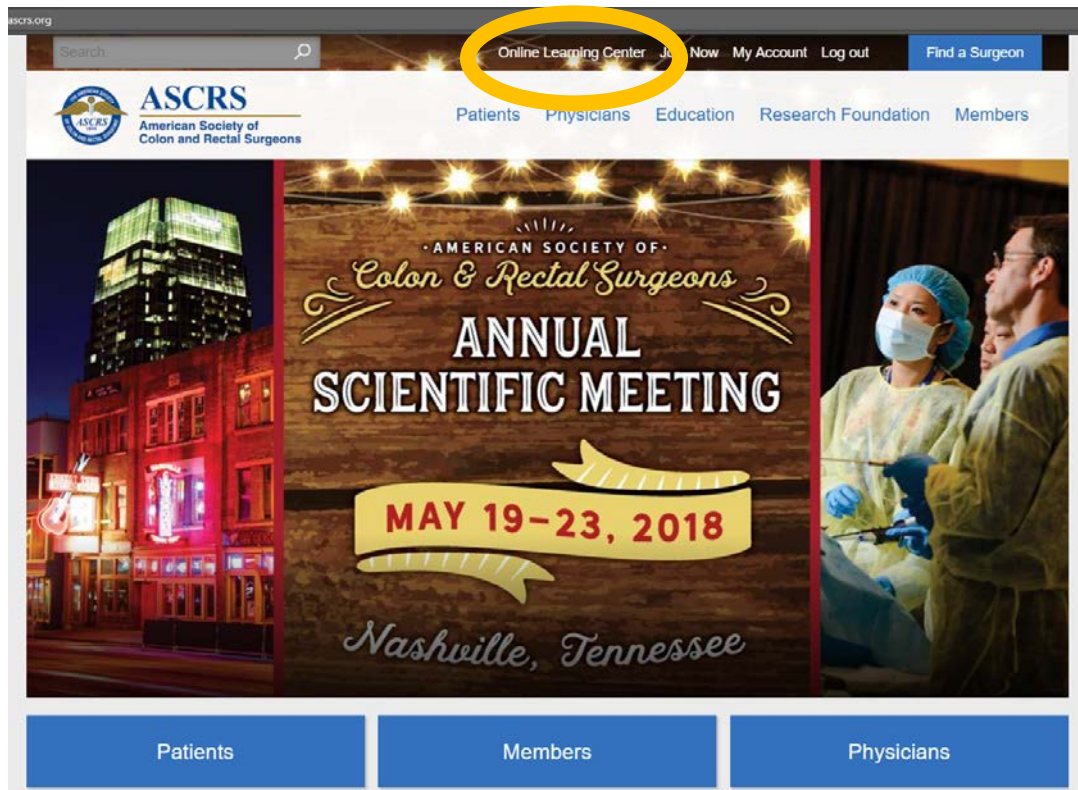 ascrs.org
Search
Online Learning Center Join Now My Account Log out Find a Surgeon
ASCRS
American Society of
Colon and Rectal Surgeons
ASCRS
Patients Physicians Education Research Foundation Members
·AMERICAN SOCIETY OF·
Colon & Rectal Surgeons
ANNUAL
SCIENTIFIC MEETING
MAY 19-23, 2018
Nashville, Tennessee
Patients Members Physicians